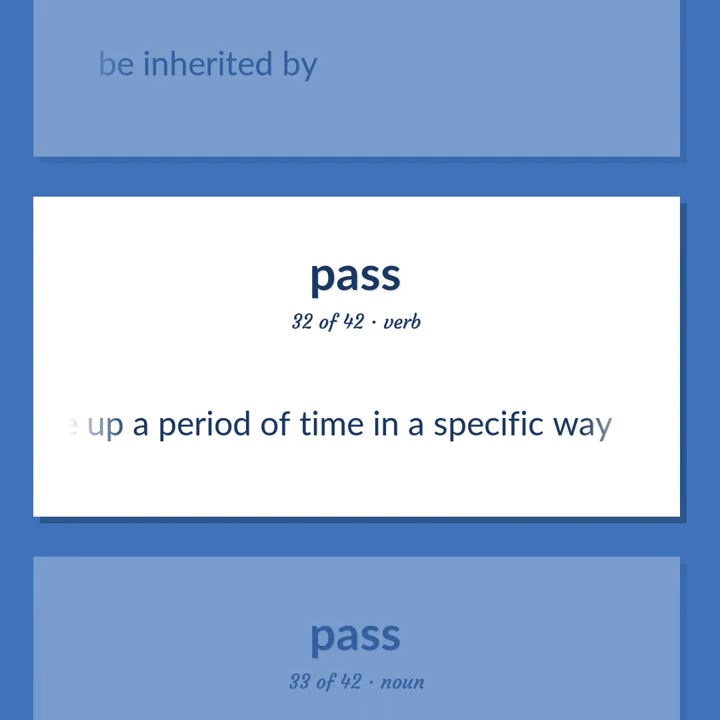 be inherited by
pass
32 of 42 · verb
up a period of time in a specific way
pass
33 of 42 · noun